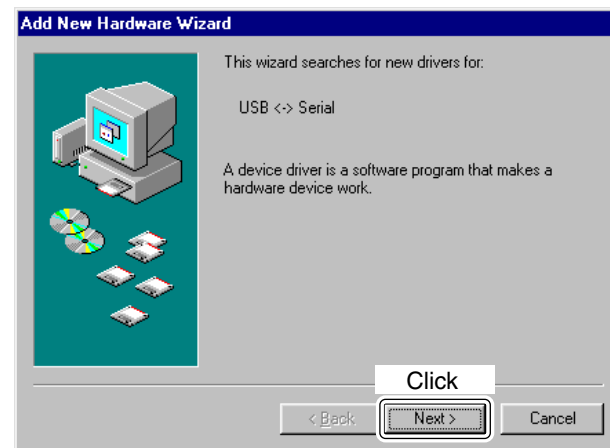 Add New Hardware Wizard
This wizard searches for new drivers for:
USB <-> Serial
A device driver is a software program that makes a
hardware device work.
Click
< Back
Next >
Cancel